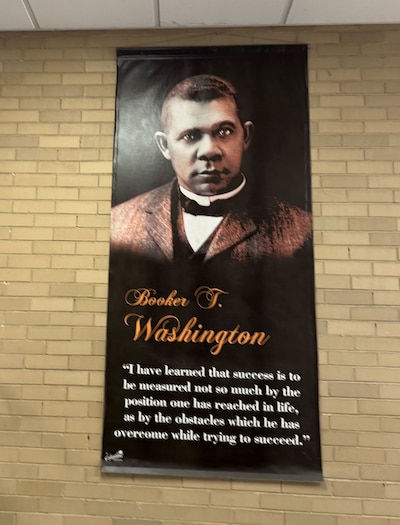 Booker T.
Washington
“I have learned that success is to
be measured not so much by the
position one has reached in life,
as by the obstacles which he has
overcome while trying to succeed.”